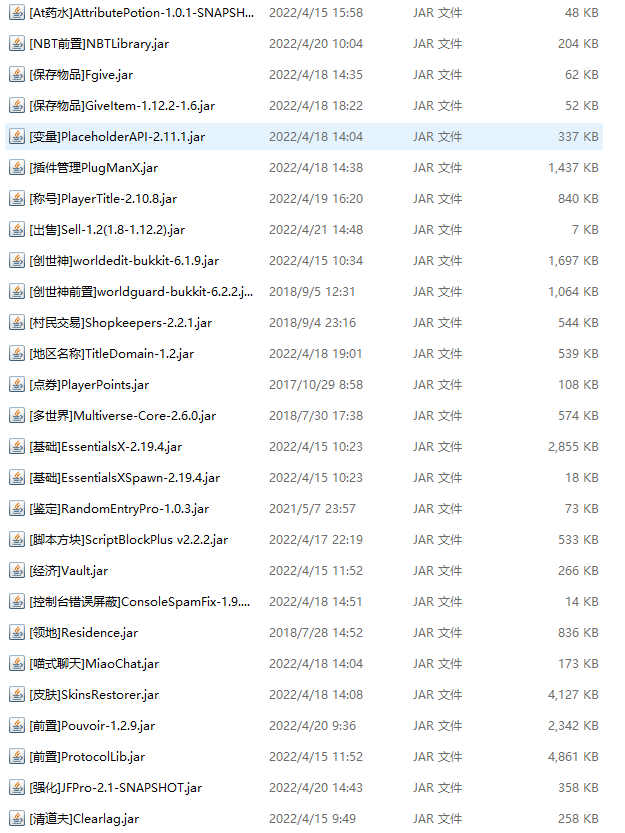 [At药水]AttributePotion-1.0.1-SNAPSH... 2022/4/15 15:58 JAR 文件 48 KB
[NBT前置]NBTLibrary.jar 2022/4/20 10:04 JAR 文件 204 KB
[保存物品]Fgive.jar 2022/4/18 14:35 JAR 文件 62 KB
[保存物品]GiveItem-1.12.2-1.6.jar 2022/4/18 18:22 JAR 文件 52 KB
[变量]PlaceholderAPI-2.11.1.jar 2022/4/18 14:04 JAR 文件 337 KB
[插件管理PlugManX.jar 2022/4/18 14:38 JAR 文件 1,437 KB
[称号]PlayerTitle-2.10.8.jar 2022/4/19 16:20 JAR 文件 840 KB
[出售]Sell-1.2(1.8-1.12.2).jar 2022/4/21 14:48 JAR 文件 7 KB
[创世神]worldedit-bukkit-6.1.9.jar 2022/4/15 10:34 JAR 文件 1,697 KB
[创世神前置]worldguard-bukkit-6.2.2.j... 2018/9/5 12:31 JAR 文件 1,064 KB
[村民交易]Shopkeepers-2.2.1.jar 2018/9/4 23:16 JAR 文件 544 KB
[地区名称]TitleDomain-1.2.jar 2022/4/18 19:01 JAR 文件 539 KB
[点券]PlayerPoints.jar 2017/10/29 8:58 JAR 文件 108 KB
[多世界]Multiverse-Core-2.6.0.jar 2018/7/30 17:38 JAR 文件 574 KB
[基础]EssentialsX-2.19.4.jar 2022/4/15 10:23 JAR 文件 2,855 KB
[基础]EssentialsXSpawn-2.19.4.jar 2022/4/15 10:23 JAR 文件 18 KB
[鉴定]RandomEntryPro-1.0.3.jar 2021/5/7 23:57 JAR 文件 73 KB
[脚本方块]ScriptBlockPlus v2.2.2.jar 2022/4/17 22:19 JAR 文件 533 KB
[经济]Vault.jar 2022/4/15 11:52 JAR 文件 266 KB
[控制台错误屏蔽]ConsoleSpamFix-1.9.... 2022/4/18 14:51 JAR 文件 14 KB
[领地]Residence.jar 2018/7/28 14:52 JAR 文件 836 KB
[喵式聊天]MiaoChat.jar 2022/4/18 14:04 JAR 文件 173 KB
[皮肤]SkinsRestorer.jar 2022/4/18 14:08 JAR 文件 4,127 KB
[前置]Pouvoir-1.2.9.jar 2022/4/20 9:36 JAR 文件 2,342 KB
[前置]ProtocolLib.jar 2022/4/15 11:52 JAR 文件 4,861 KB
[强化]JFPro-2.1-SNAPSHOT.jar 2022/4/20 14:43 JAR 文件 358 KB
[清道夫]Clearlag.jar 2022/4/15 9:49 JAR 文件 258 KB